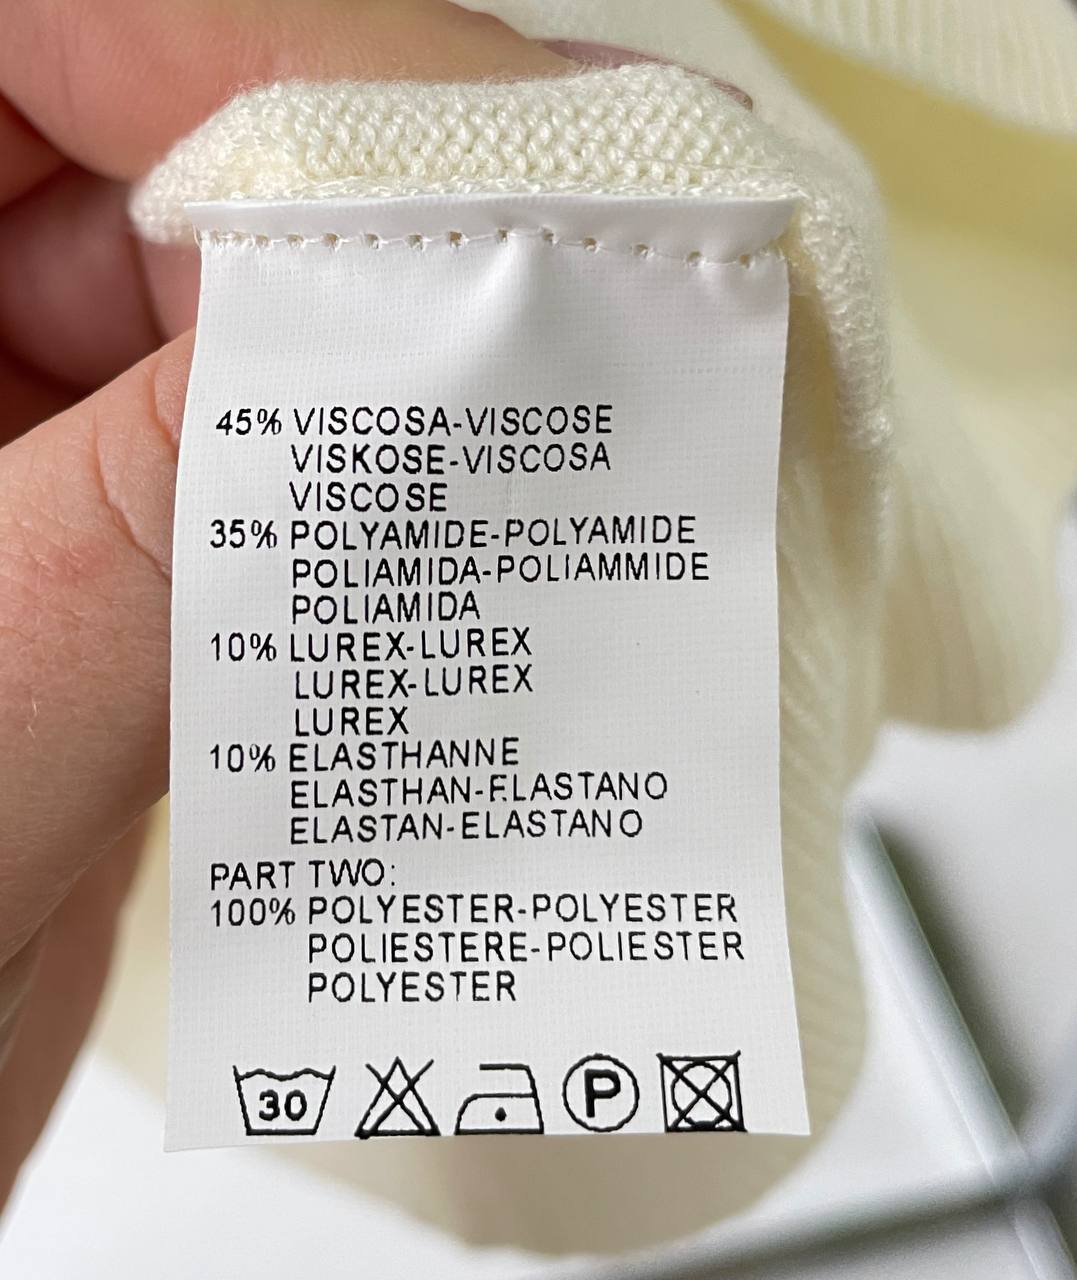 45% VISCOSA-VISCOSE
VISKOSE-VISCOSA
VISCOSE
35% POLYAMIDE-POLYAMIDE
POLIAMIDA-POLIAMMIDE
POLIAMIDA
10% LUREX-LUREX
LUREX-LUREX
LUREX
10% ELASTHANNE
ELASTHAN-ELASTANO
ELASTAN-ELASTANO
PART TWO:
100% POLYESTER-POLYESTER
POLIESTERE-POLIESTER
POLYESTER
30 P